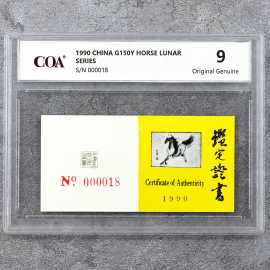 COA
1990 CHINA G150Y HORSE LUNAR
SERIES
S/N 000018
9
Original Genuine
№ 000018
Certificate of Authenticity
1990
鑑定證書